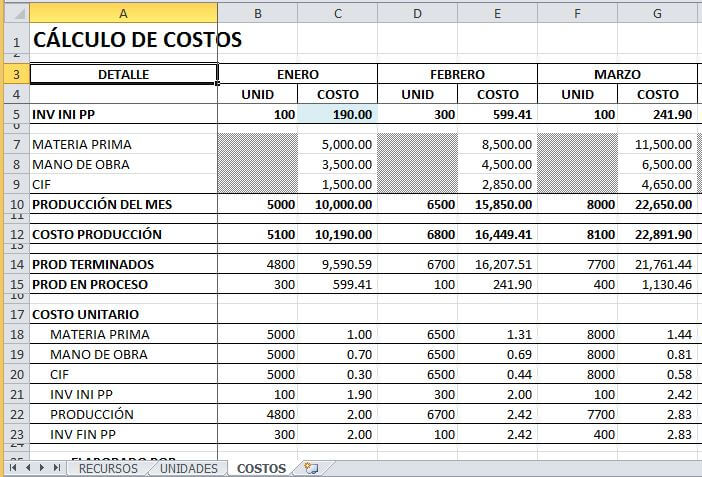 A B C D E F G
1 CÁLCULO DE COSTOS
2
3 DETALLE ENERO FEBRERO MARZO
4 UNID COSTO UNID COSTO UNID COSTO
5 INV INI PP 100 190.00 300 599.41 100 241.90
6
7 MATERIA PRIMA 5,000.00 8,500.00 11,500.00
8 MANO DE OBRA 3,500.00 4,500.00 6,500.00
9 CIF 1,500.00 2,850.00 4,650.00
10 PRODUCCIÓN DEL MES 5000 10,000.00 6500 15,850.00 8000 22,650.00
11
12 COSTO PRODUCCIÓN 5100 10,190.00 6800 16,449.41 8100 22,891.90
13
14 PROD TERMINADOS 4800 9,590.59 6700 16,207.51 7700 21,761.44
15 PROD EN PROCESO 300 599.41 100 241.90 400 1,130.46
16
17 COSTO UNITARIO
18 MATERIA PRIMA 5000 1.00 6500 1.31 8000 1.44
19 MANO DE OBRA 5000 0.70 6500 0.69 8000 0.81
20 CIF 5000 0.30 6500 0.44 8000 0.58
21 INV INI PP 100 1.90 300 2.00 100 2.42
22 PRODUCCIÓN 4800 2.00 6700 2.42 7700 2.83
23 INV FIN PP 300 2.00 100 2.42 400 2.83
24
25 ELABORADO POR
RECURSOS UNIDADES COSTOS